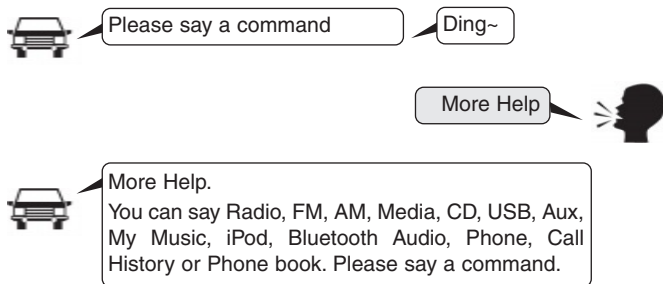 Please say a command
Ding~
More Help
More Help.
You can say Radio, FM, AM, Media, CD, USB, Aux,
My Music, iPod, Bluetooth Audio, Phone, Call
History or Phone book. Please say a command.